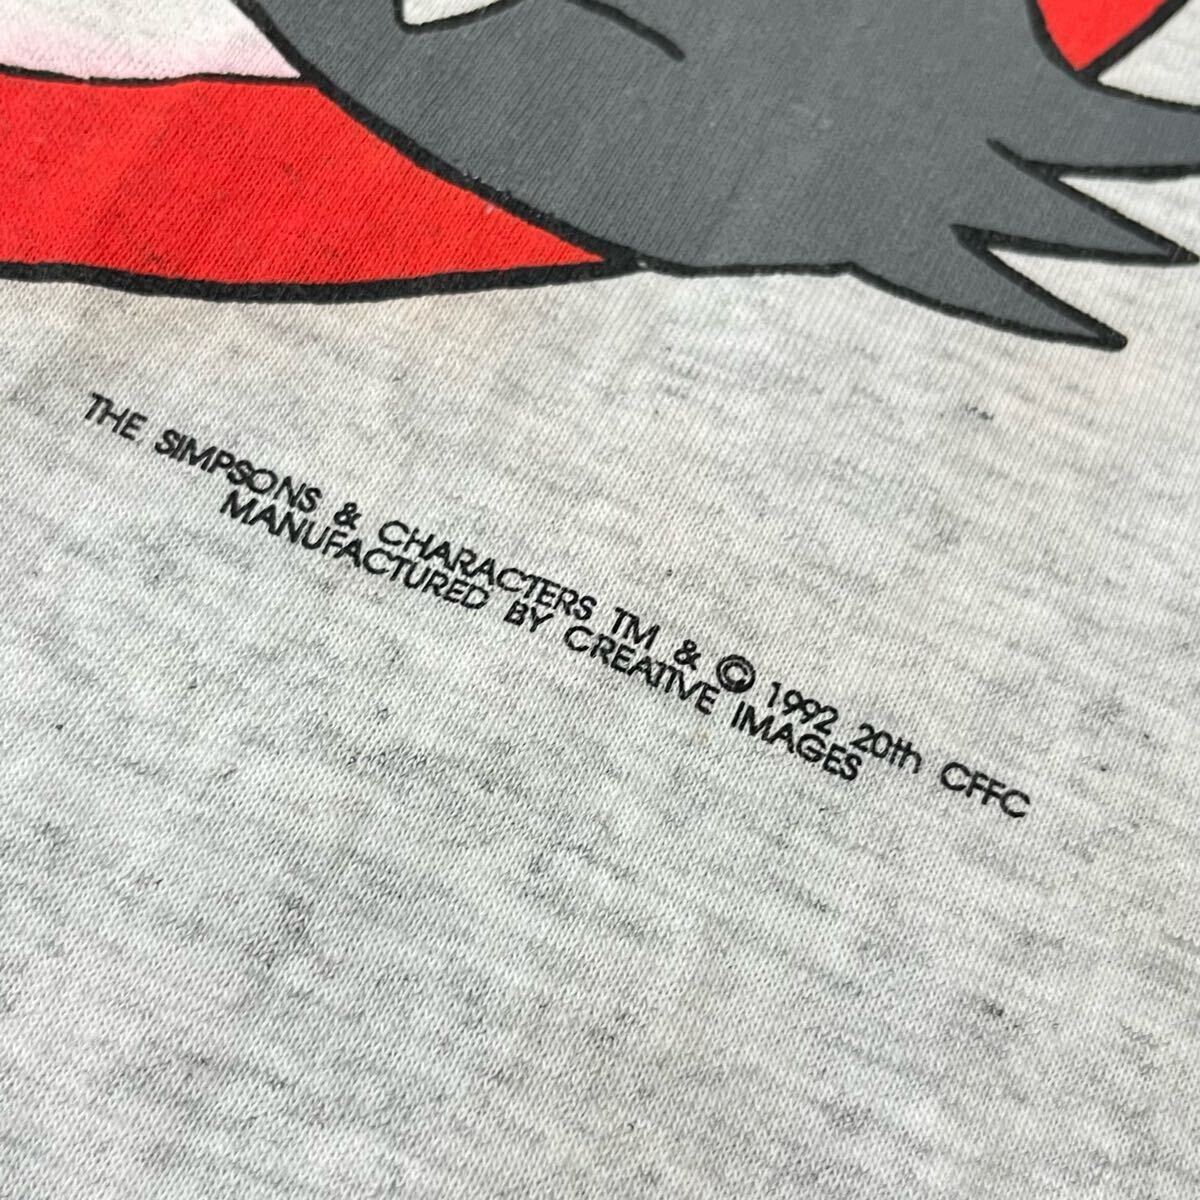 THE SIMPSONS & CHARACTERS TM & © 1992 20th CFFC
MANUFACTURED BY CREATIVE IMAGES